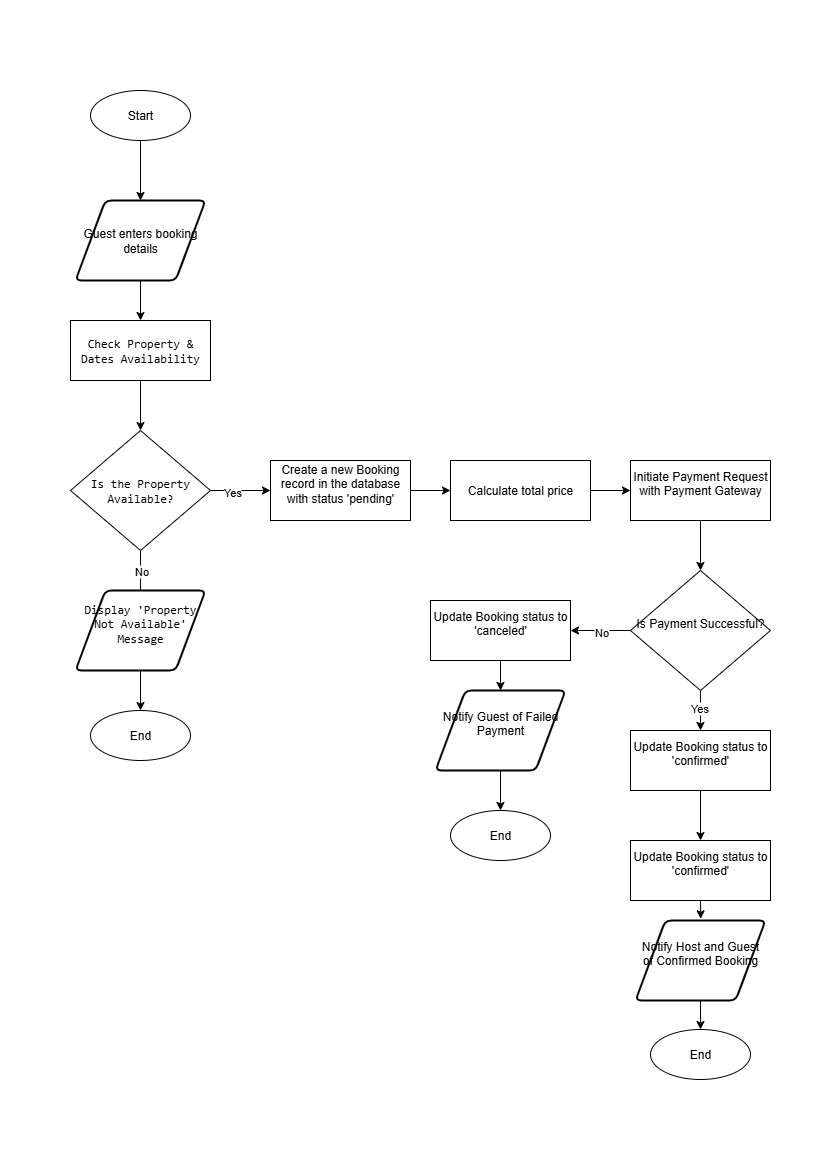 Start
Guest enters booking
details
Check Property &
Dates Availability
Is the Property
Available?
Yes
Create a new Booking
record in the database
with status 'pending'
Calculate total price
Initiate Payment Request
with Payment Gateway
No
Display 'Property
Not Available'
Message
End
Is Payment Successful?
No
Update Booking status to
'canceled'
Notify Guest of Failed
Payment
End
Yes
Update Booking status to
'confirmed'
Update Booking status to
'confirmed'
Notify Host and Guest
of Confirmed Booking
End